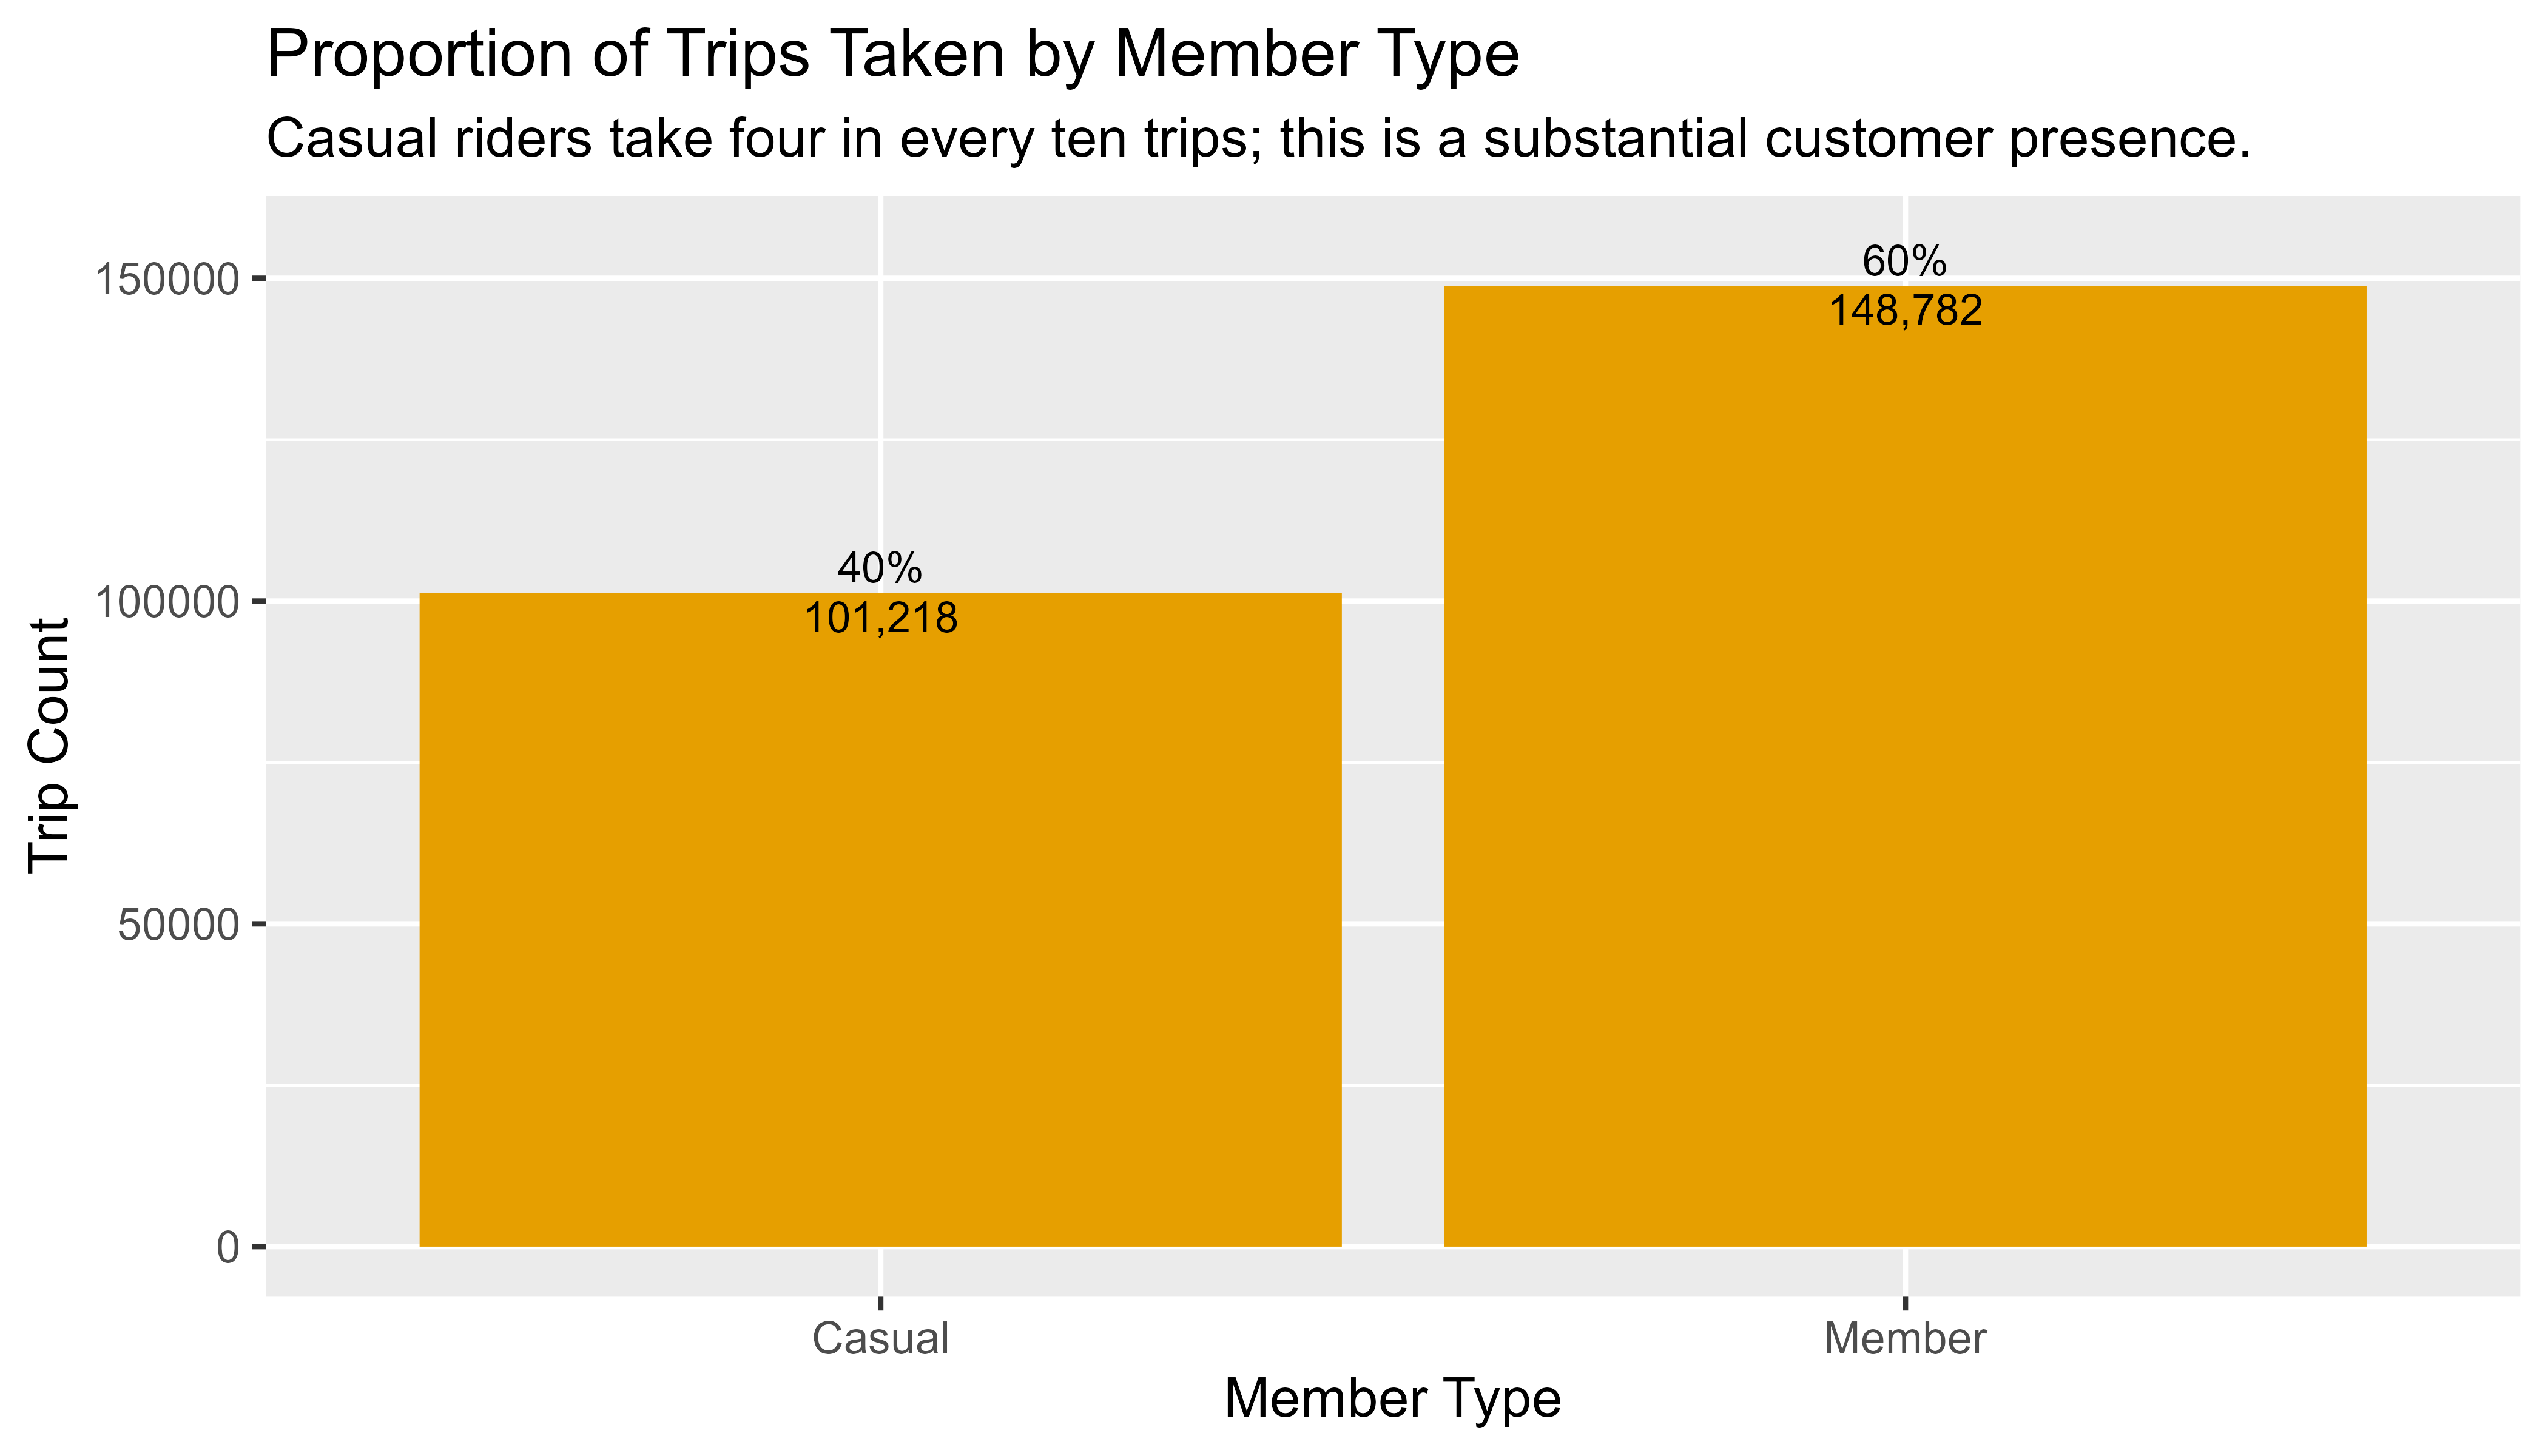 Proportion of Trips Taken by Member Type
Casual riders take four in every ten trips; this is a substantial customer presence.
Trip Count
150000
100000
50000
0
40%
101,218
60%
148,782
Casual
Member
Member Type